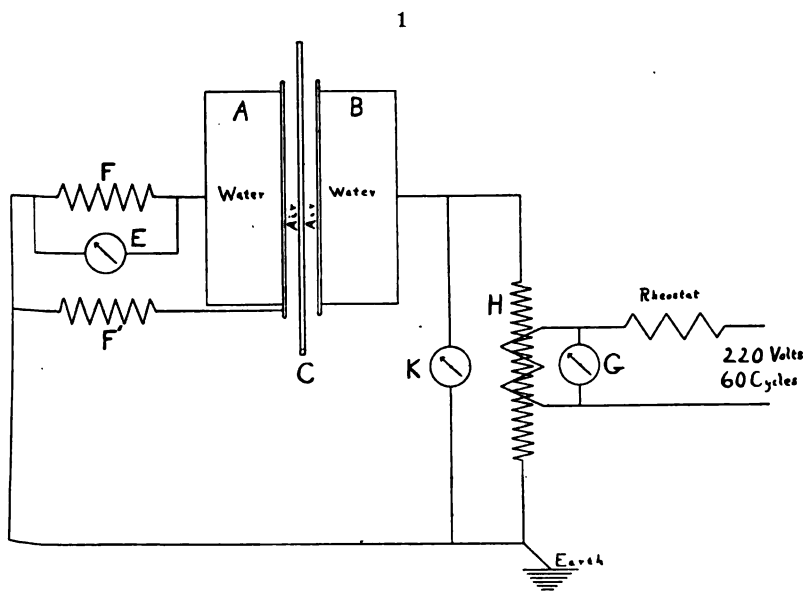 1
A
B
F
Water
Air
Air
Water
E
Rheostat
H
F'
C
K
G
220 Volts
60 Cycles
Earth